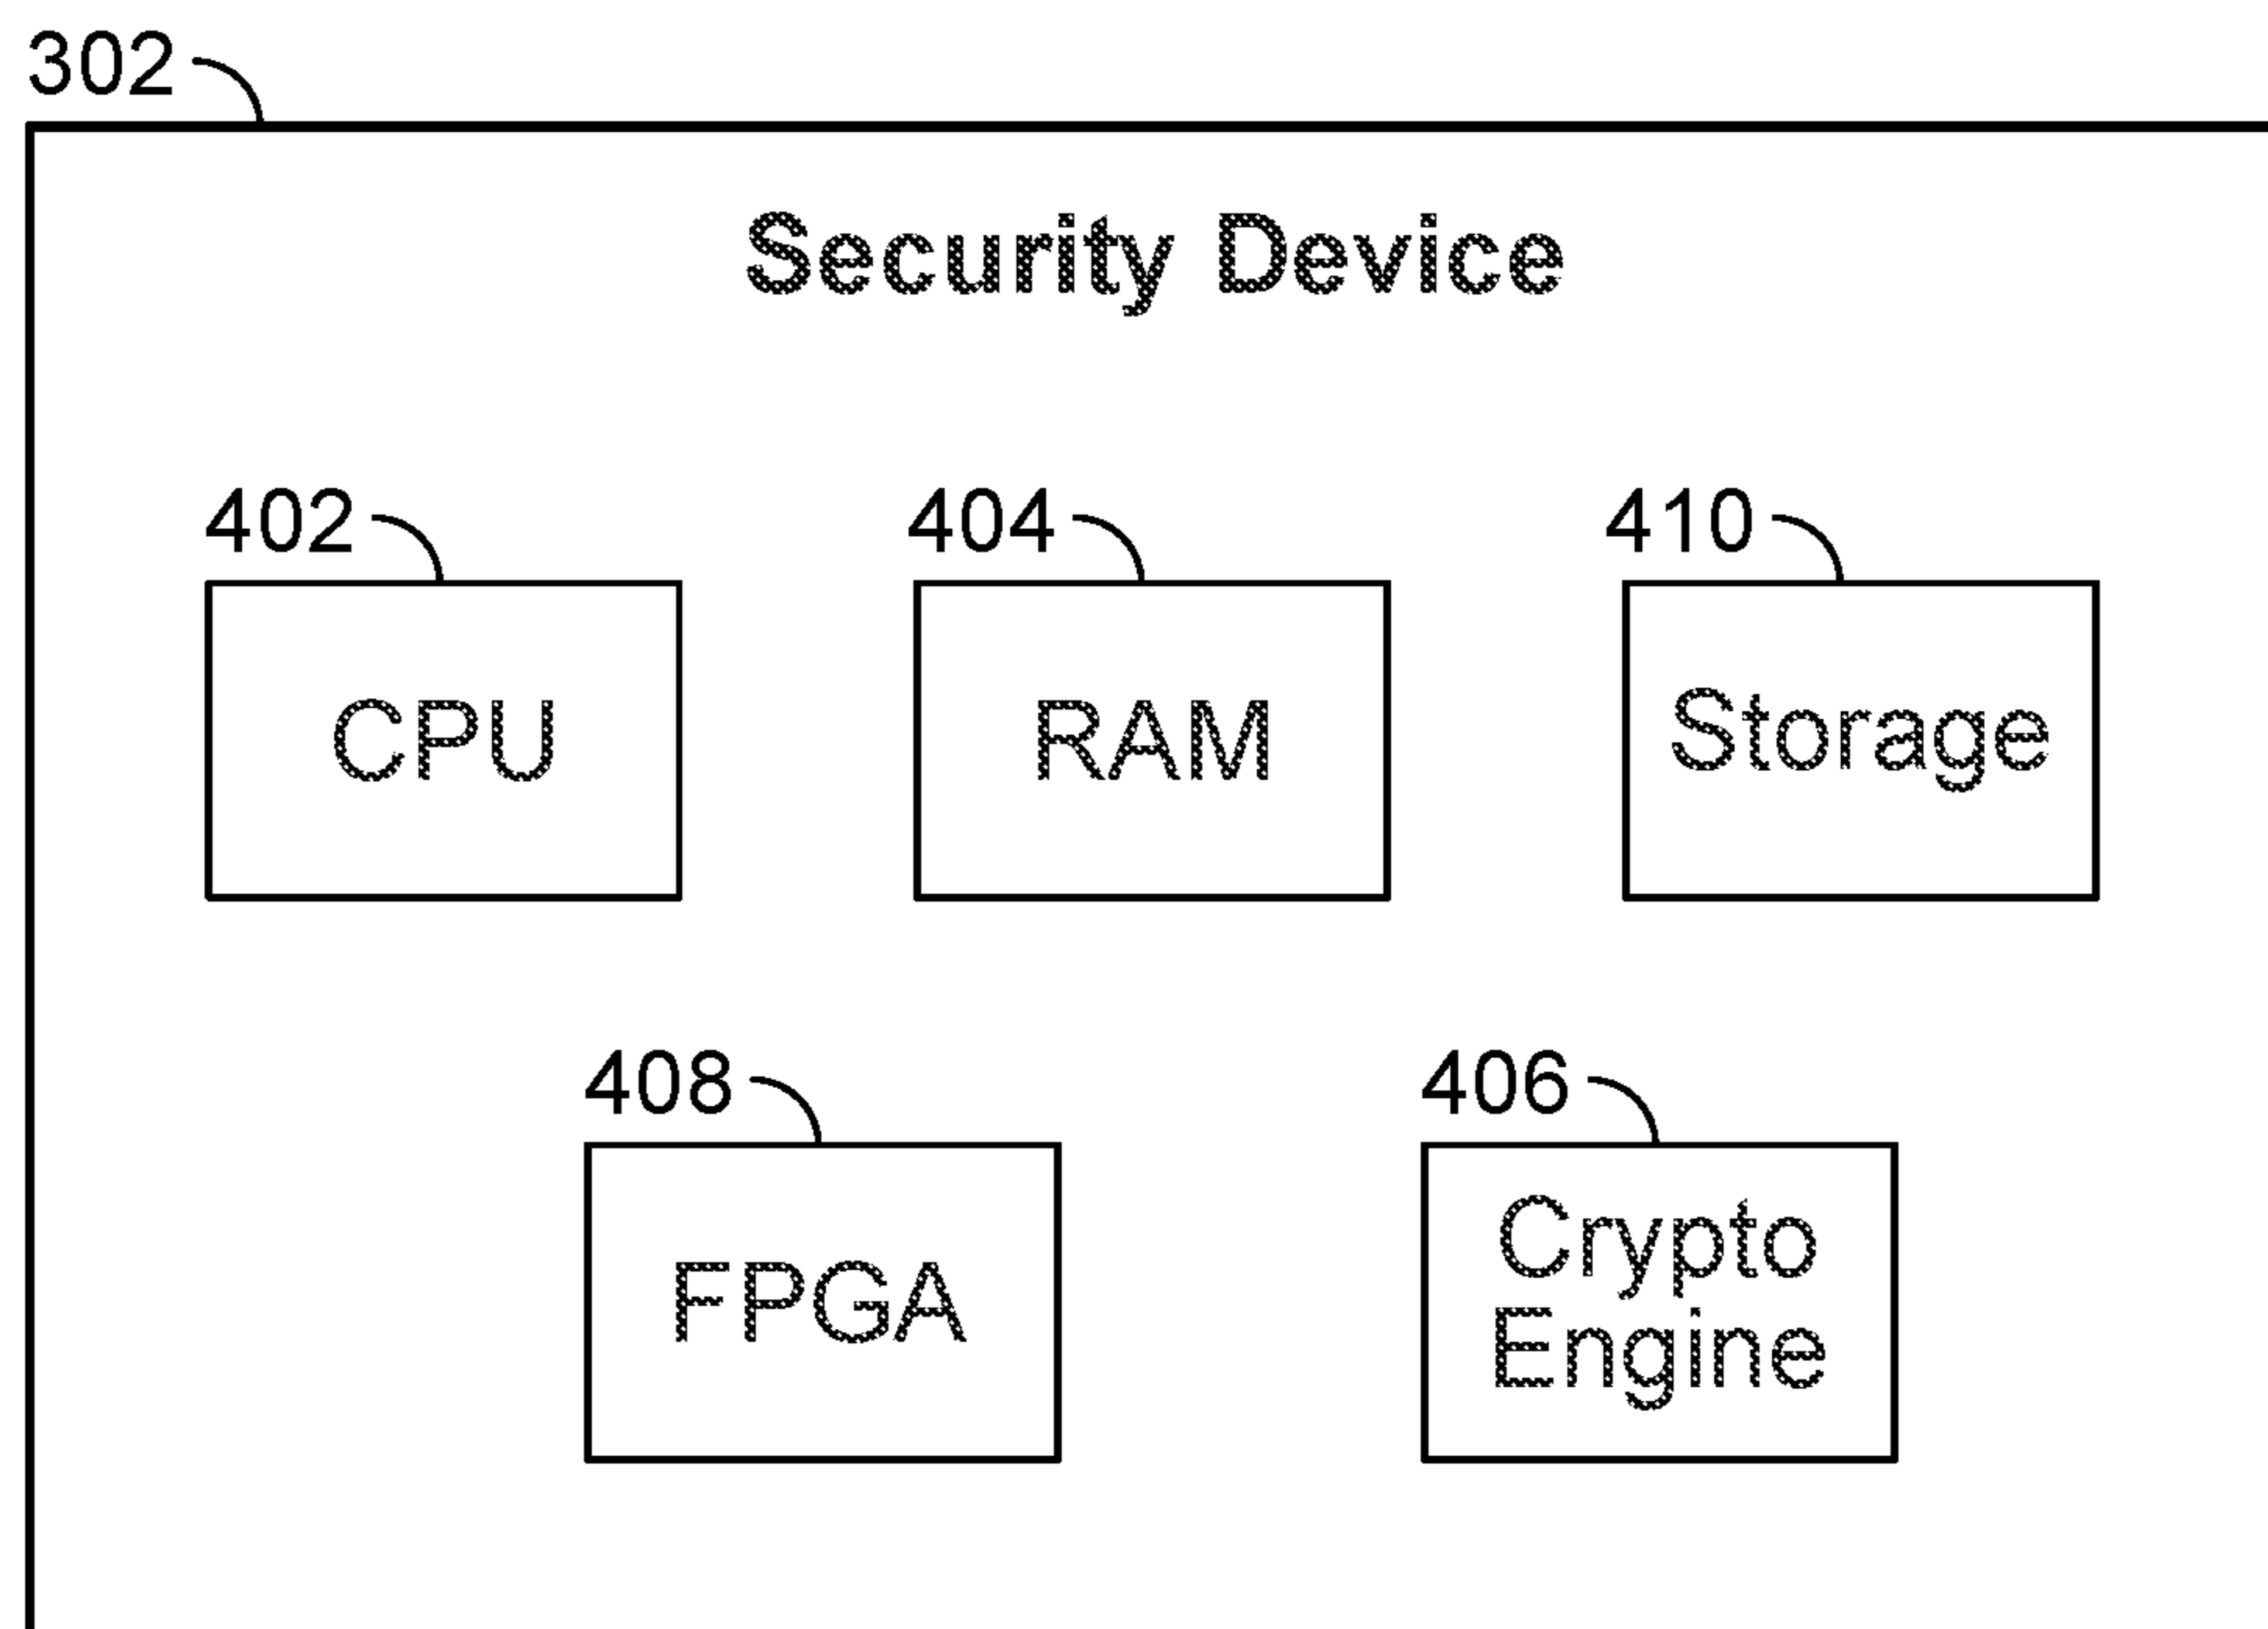 302
Security Device
402
404
410
CPU
RAM
Storage
408
406
FPGA
Crypto
Engine